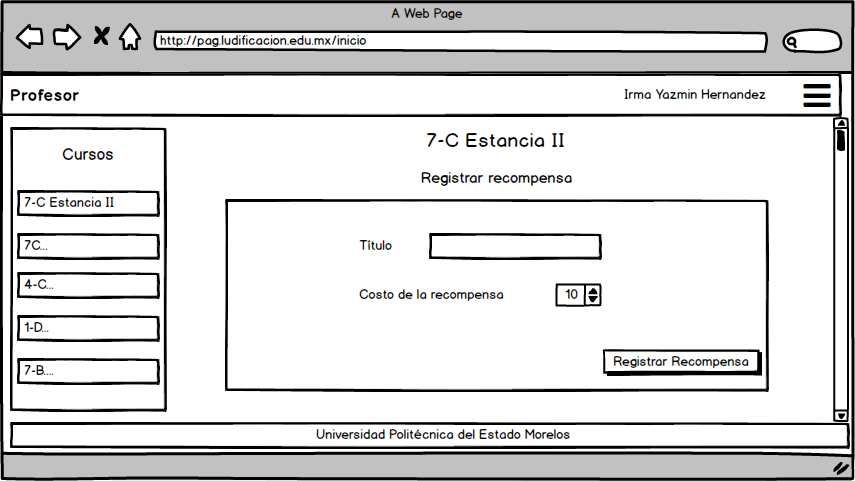 A Web Page
http://pag.ludificacion.edu.mx/inicio
Profesor
Irma Yazmin Hernandez
Cursos
7-C Estancia II
7C...
4-C...
1-D...
7-B....
7-C Estancia II
Registrar recompensa
Título
Costo de la recompensa
10
Registrar Recompensa
Universidad Politécnica del Estado Morelos